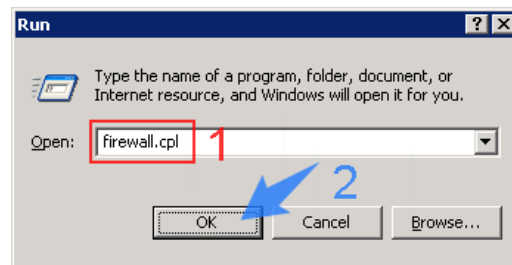 Run
Type the name of a program, folder, document, or
Internet resource, and Windows will open it for you.
Open: firewall.cpl 1
2
OK Cancel Browse...